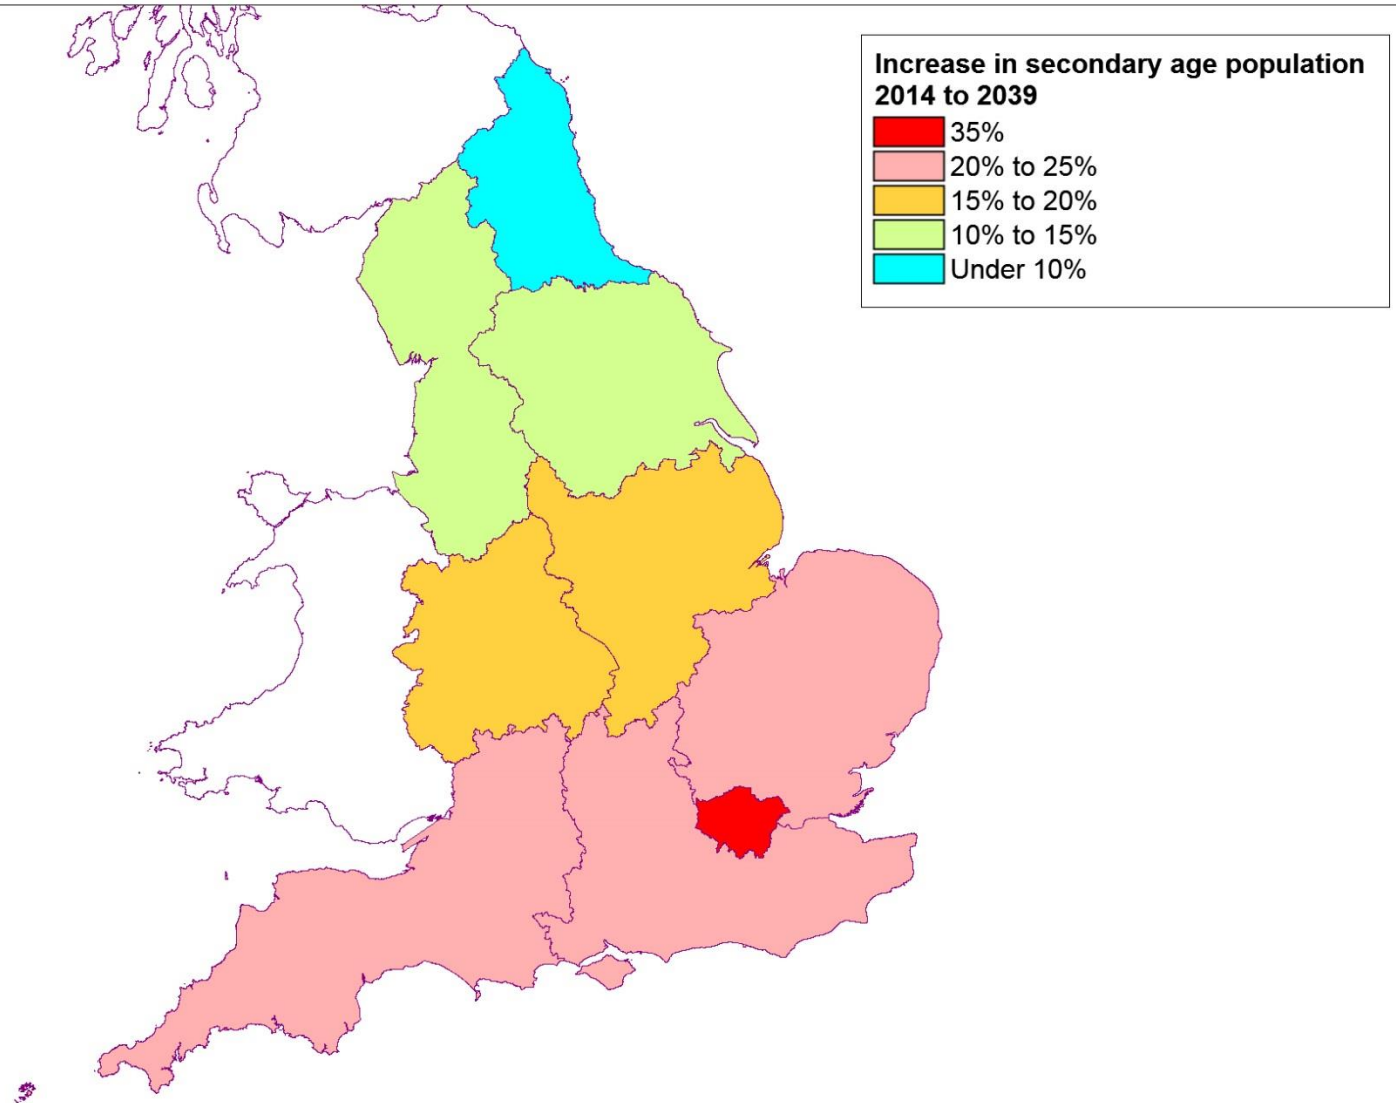 Increase in secondary age population
2014 to 2039
35%
20% to 25%
15% to 20%
10% to 15%
Under 10%